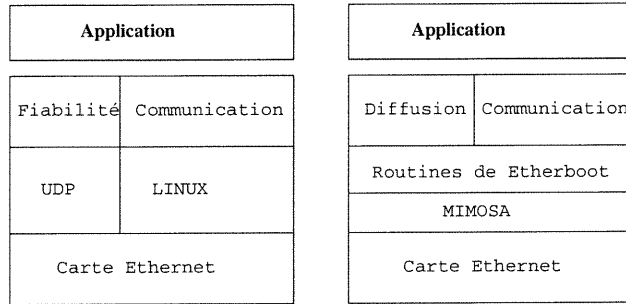 Application
Fiabilité Communication
UDP LINUX
Carte Ethernet
Application
Diffusion Communication
Routines de Etherboot
MIMOSA
Carte Ethernet